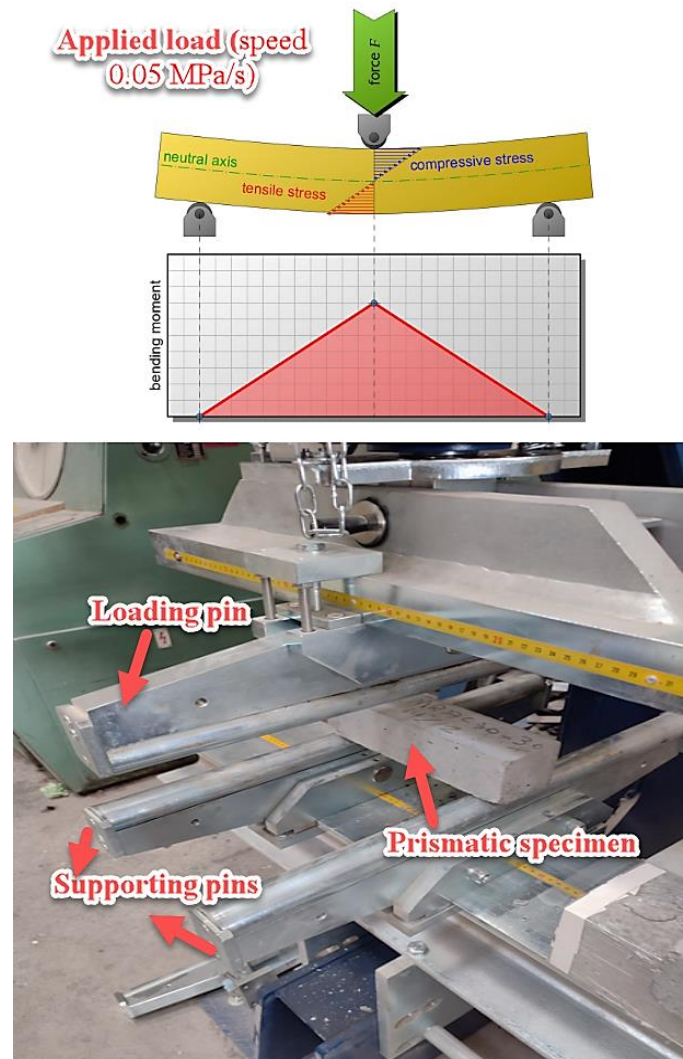 Applied load (speed
0.05 MPa/s)
force F
neutral axis
compressive stress
tensile stress
bending moment
Loading pin
Prismatic specimen
Supporting pins